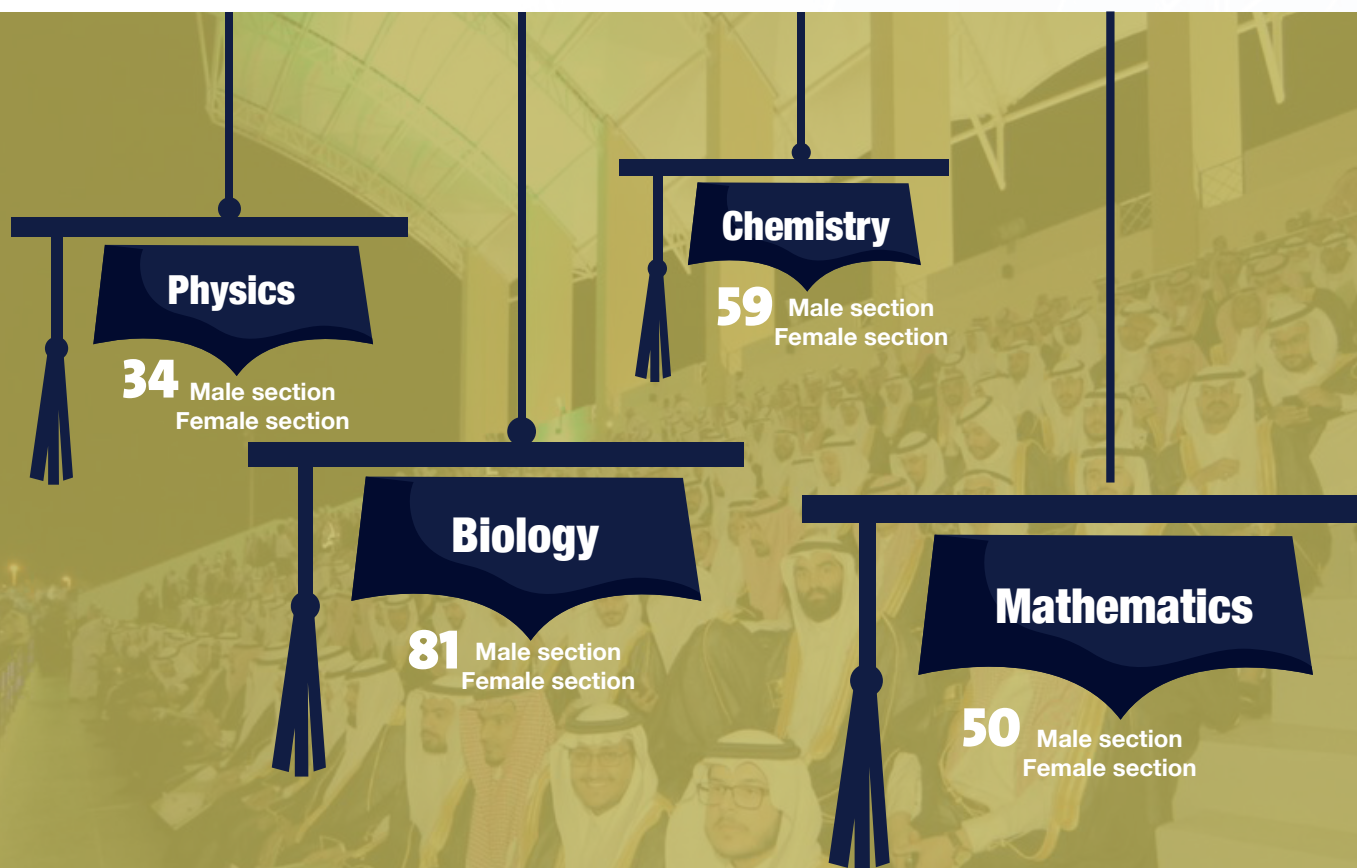 Chemistry
59 Male section
Female section
Physics
34 Male section
Female section
Biology
81 Male section
Female section
Mathematics
50 Male section
Female section